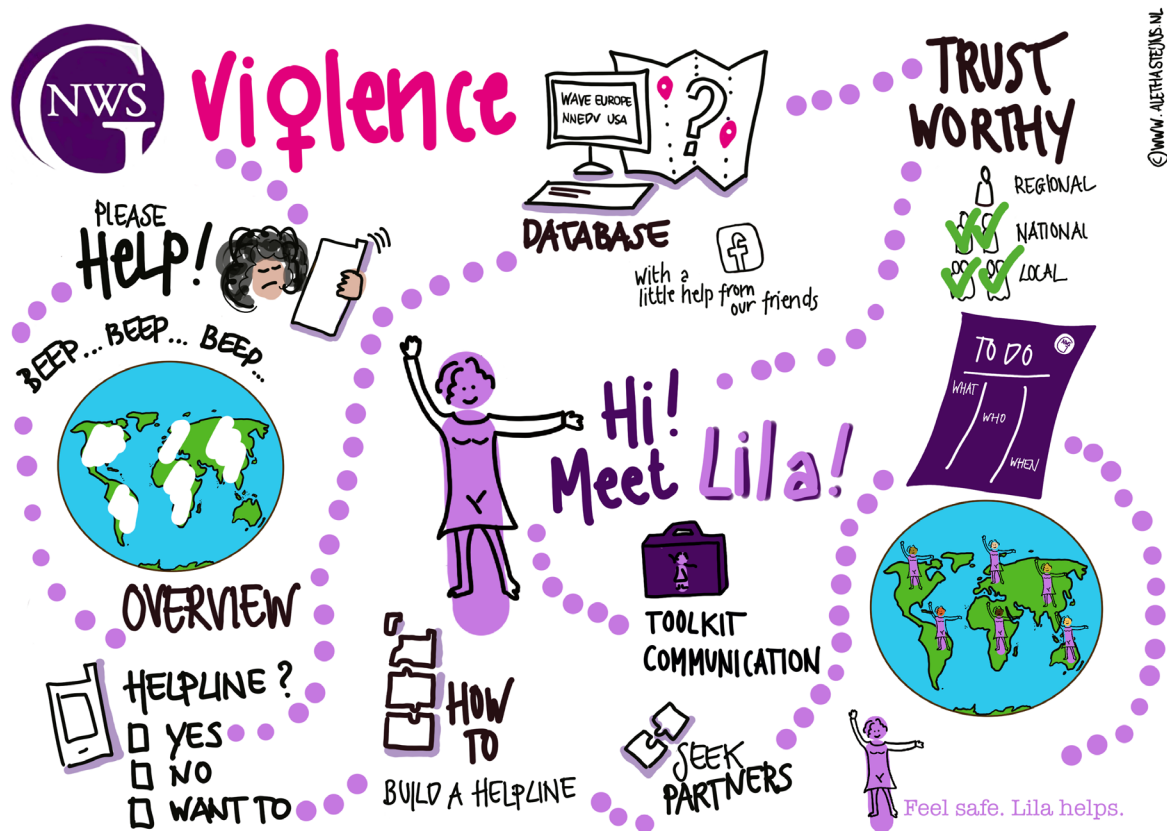 G
NWS
Violence
WAVE EUROPE
NNEDV USA
?
DATABASE
f
with a
little help from
our friends
TRUST
WORTHY
REGIONAL
NATIONAL
LOCAL
©WWW.ALETHASTEIJNS.NL
PLEASE
HELP!
BEEP... BEEP... BEEP...
OVERVIEW
HELPLINE?
YES
NO
WANT TO
Hi!
Meet Lila!
TOOLKIT
COMMUNICATION
HOW
TO
BUILD A HELPLINE
SEEK
PARTNERS
TO DO
WHAT
WHO
WHEN
Feel safe. Lila helps.